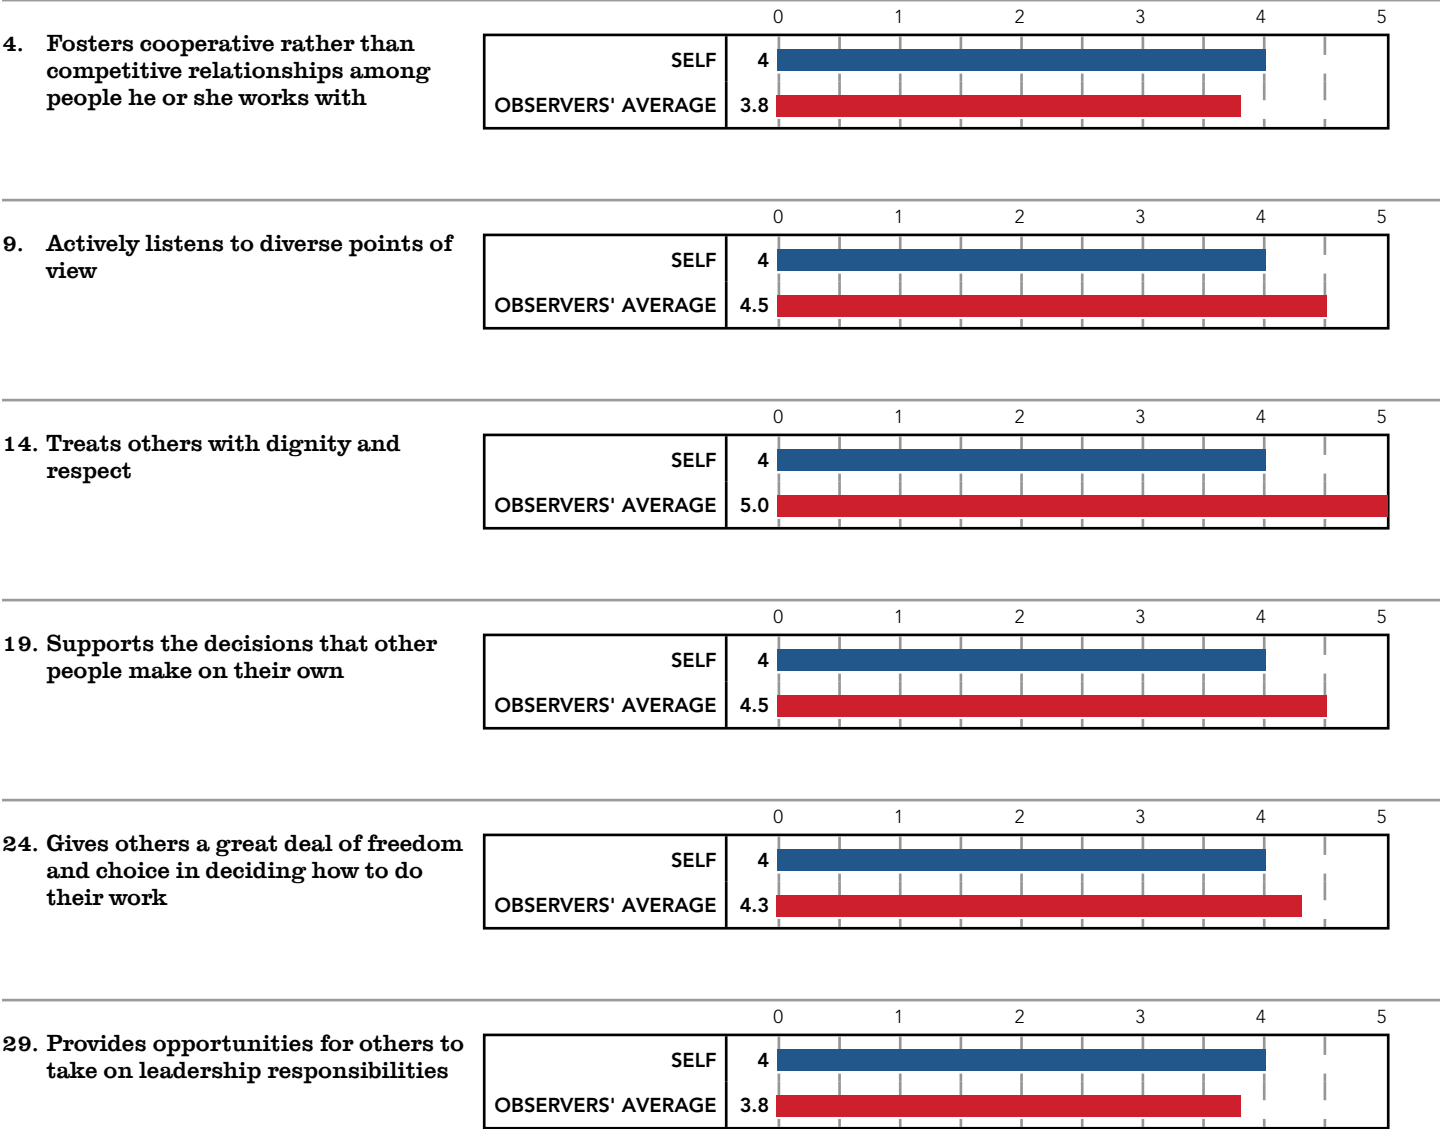 0 1 2 3 4 5
4. Fosters cooperative rather than
competitive relationships among
people he or she works with
SELF 4
OBSERVERS' AVERAGE 3.8
0 1 2 3 4 5
9. Actively listens to diverse points of
view
SELF 4
OBSERVERS' AVERAGE 4.5
0 1 2 3 4 5
14. Treats others with dignity and
respect
SELF 4
OBSERVERS' AVERAGE 5.0
0 1 2 3 4 5
19. Supports the decisions that other
people make on their own
SELF 4
OBSERVERS' AVERAGE 4.5
0 1 2 3 4 5
24. Gives others a great deal of freedom
and choice in deciding how to do
their work
SELF 4
OBSERVERS' AVERAGE 4.3
0 1 2 3 4 5
29. Provides opportunities for others to
take on leadership responsibilities
SELF 4
OBSERVERS' AVERAGE 3.8